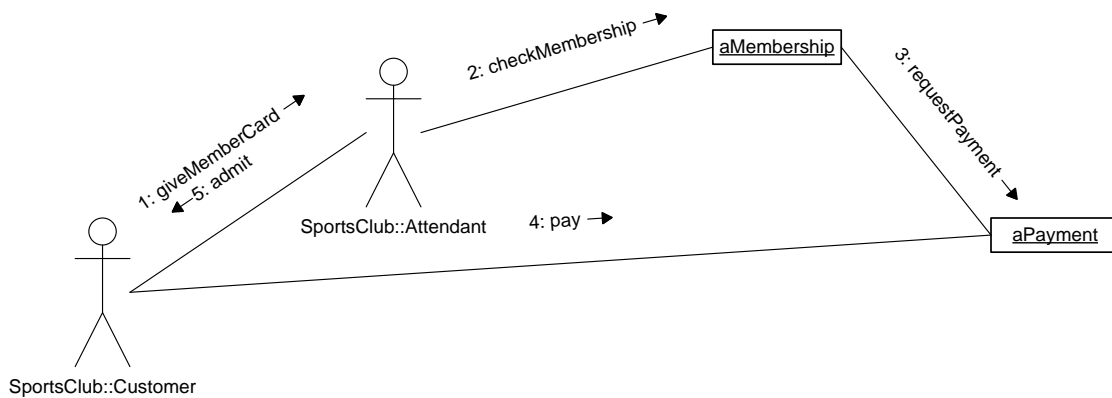 2: checkMembership
aMembership
3: requestPayment
1: giveMemberCard
5: admit
SportsClub::Attendant
4: pay
aPayment
SportsClub::Customer